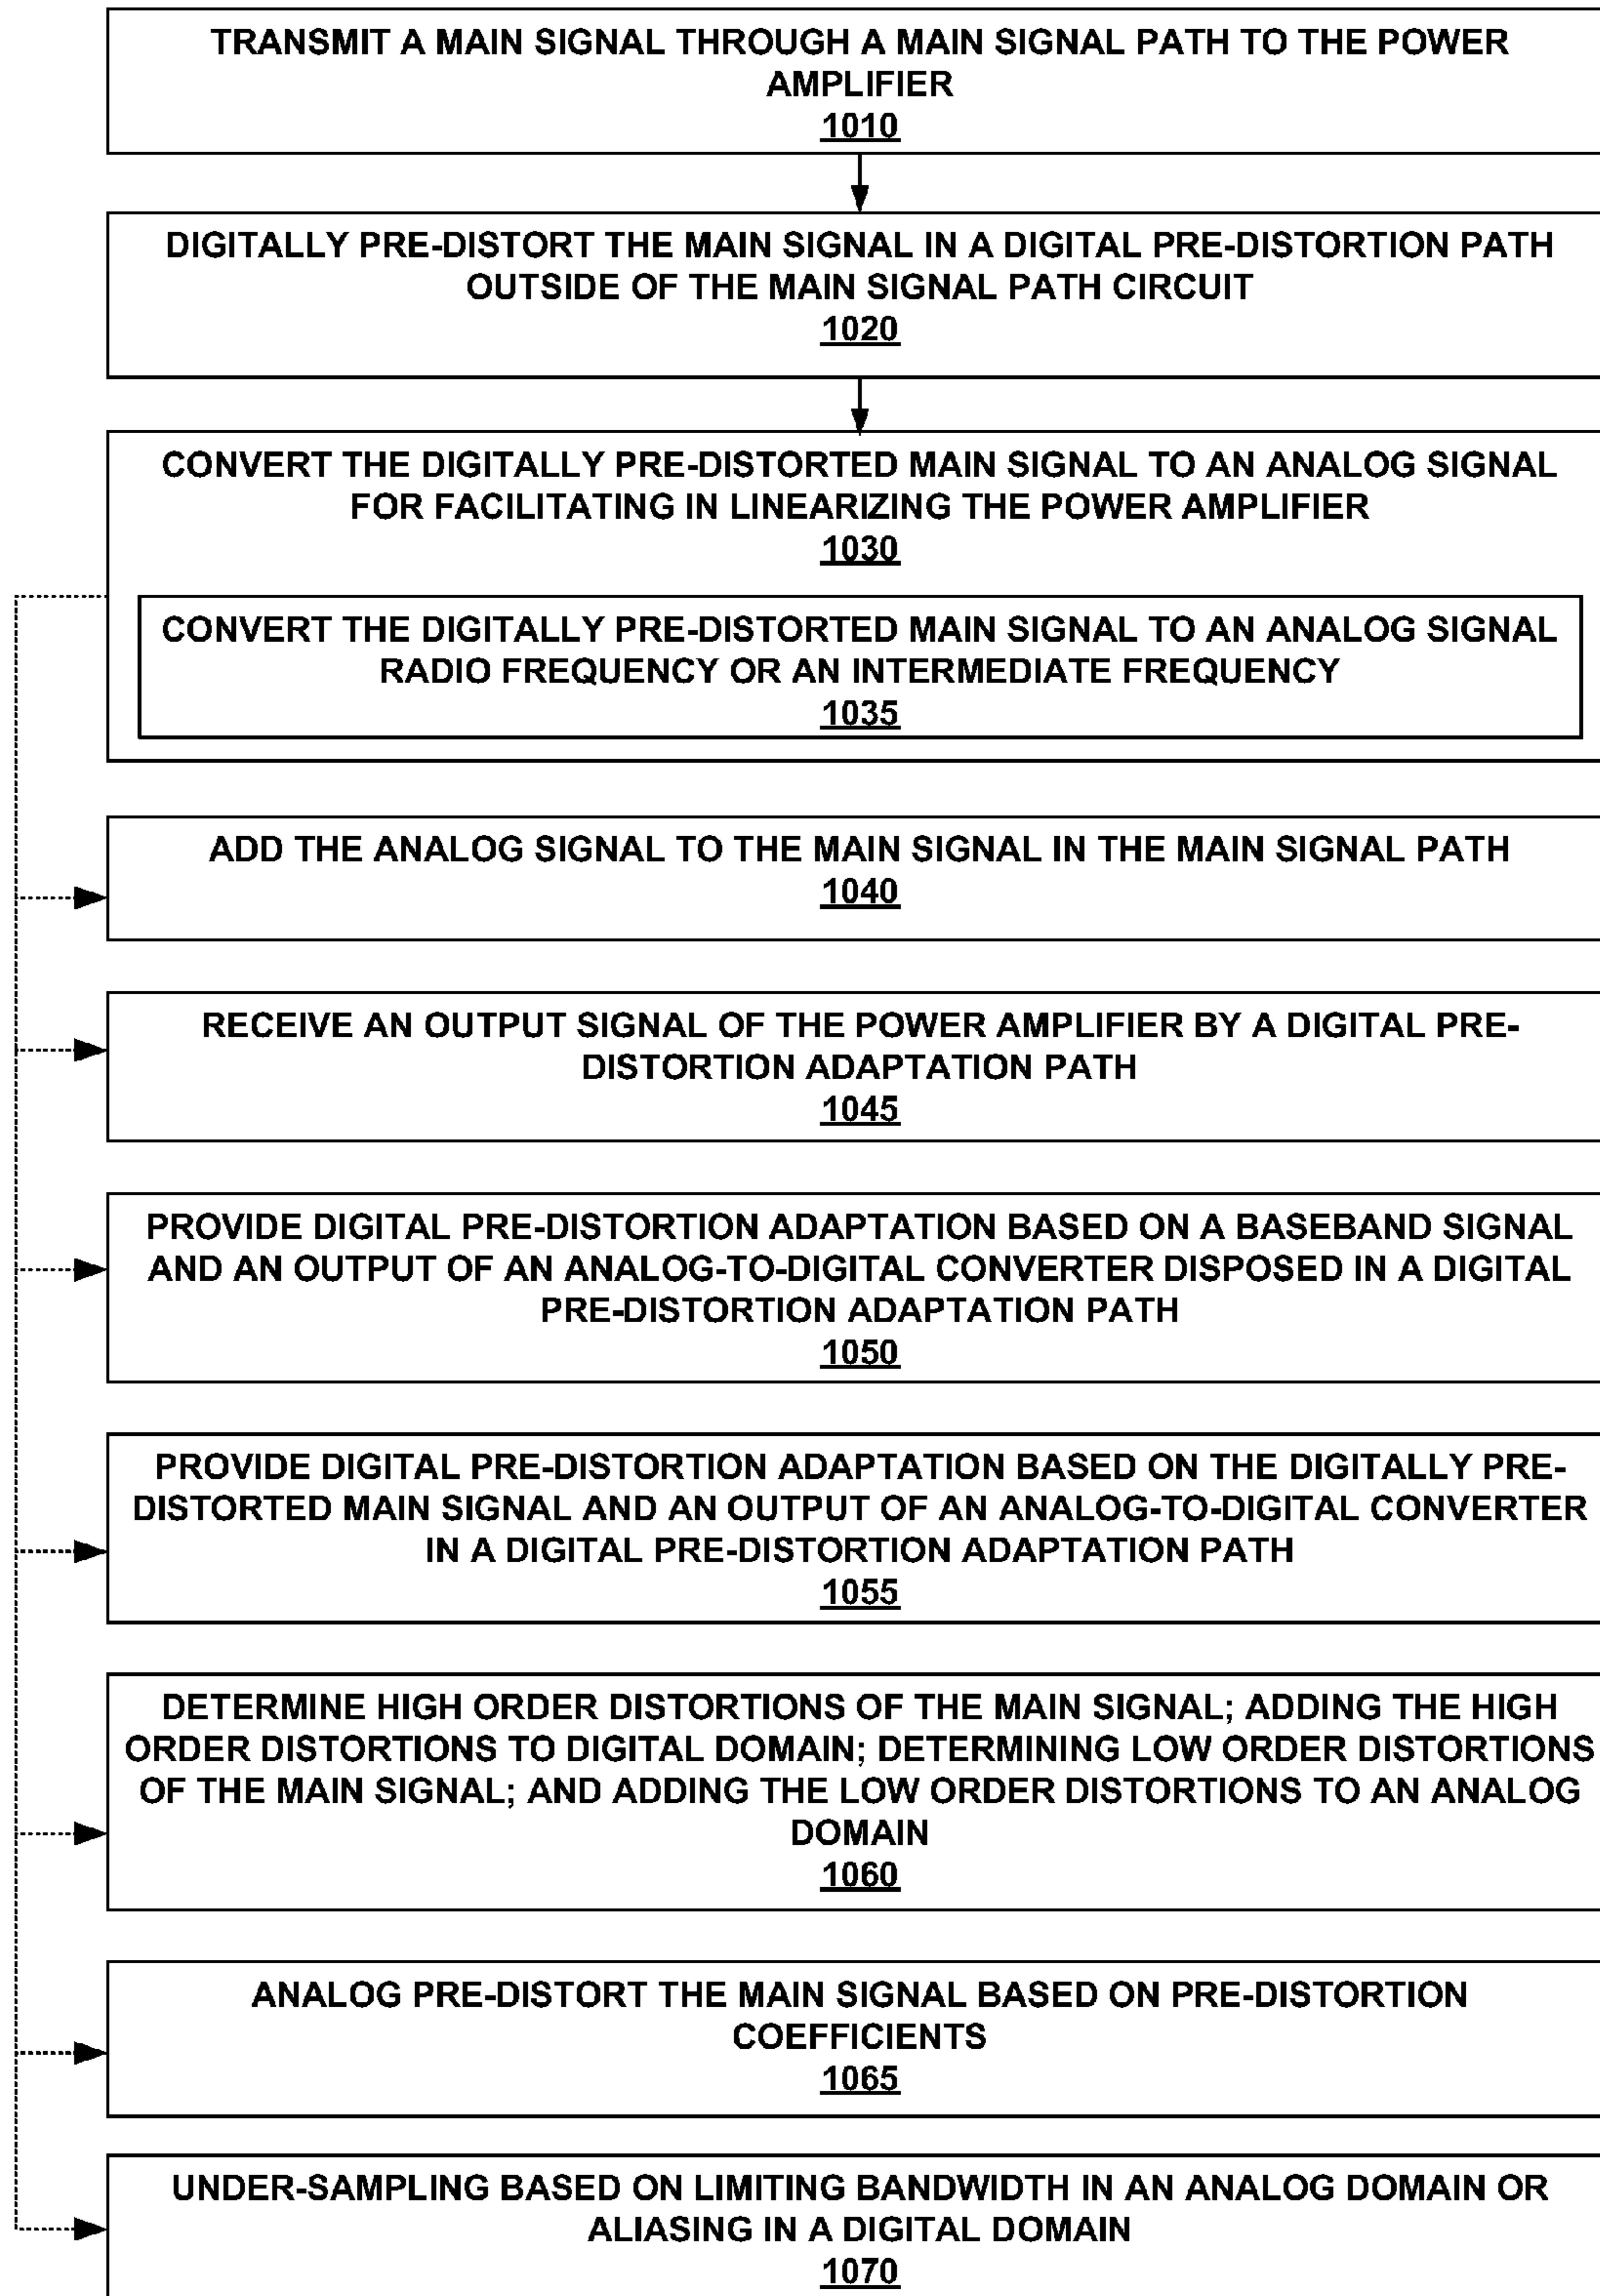 TRANSMIT A MAIN SIGNAL THROUGH A MAIN SIGNAL PATH TO THE POWER
AMPLIFIER
1010
DIGITALLY PRE-DISTORT THE MAIN SIGNAL IN A DIGITAL PRE-DISTORTION PATH
OUTSIDE OF THE MAIN SIGNAL PATH CIRCUIT
1020
CONVERT THE DIGITALLY PRE-DISTORTED MAIN SIGNAL TO AN ANALOG SIGNAL
FOR FACILITATING IN LINEARIZING THE POWER AMPLIFIER
1030
CONVERT THE DIGITALLY PRE-DISTORTED MAIN SIGNAL TO AN ANALOG SIGNAL
RADIO FREQUENCY OR AN INTERMEDIATE FREQUENCY
1035
ADD THE ANALOG SIGNAL TO THE MAIN SIGNAL IN THE MAIN SIGNAL PATH
1040
RECEIVE AN OUTPUT SIGNAL OF THE POWER AMPLIFIER BY A DIGITAL PRE-
DISTORTION ADAPTATION PATH
1045
PROVIDE DIGITAL PRE-DISTORTION ADAPTATION BASED ON A BASEBAND SIGNAL
AND AN OUTPUT OF AN ANALOG-TO-DIGITAL CONVERTER DISPOSED IN A DIGITAL
PRE-DISTORTION ADAPTATION PATH
1050
PROVIDE DIGITAL PRE-DISTORTION ADAPTATION BASED ON THE DIGITALLY PRE-
DISTORTED MAIN SIGNAL AND AN OUTPUT OF AN ANALOG-TO-DIGITAL CONVERTER
IN A DIGITAL PRE-DISTORTION ADAPTATION PATH
1055
DETERMINE HIGH ORDER DISTORTIONS OF THE MAIN SIGNAL; ADDING THE HIGH
ORDER DISTORTIONS TO DIGITAL DOMAIN; DETERMINING LOW ORDER DISTORTIONS
OF THE MAIN SIGNAL; AND ADDING THE LOW ORDER DISTORTIONS TO AN ANALOG
DOMAIN
1060
ANALOG PRE-DISTORT THE MAIN SIGNAL BASED ON PRE-DISTORTION
COEFFICIENTS
1065
UNDER-SAMPLING BASED ON LIMITING BANDWIDTH IN AN ANALOG DOMAIN OR
ALIASING IN A DIGITAL DOMAIN
1070